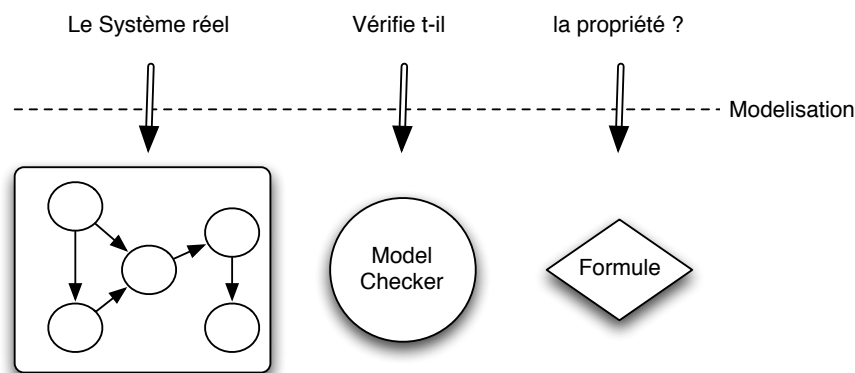 Le Système réel
Vérifie t-il
la propriété ?
Modelisation
Model
Checker
Formule